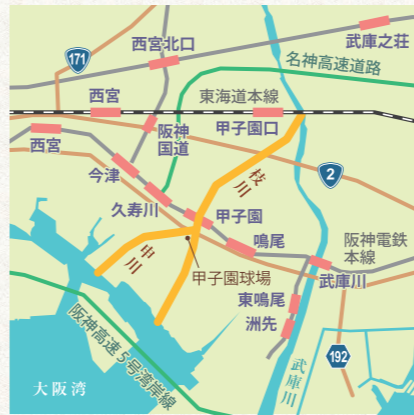 171
西宮北口
武庫之荘
名神高速道路
西宮
東海道本線
阪神
国道
甲子園口
西宮
今津
枝川
2
久寿川
甲子園
鳴尾
阪神電鉄
本線
申川
甲子園球場
武庫川
東鳴尾
洲先
阪神高速5号湾岸線
武庫川
192
大阪湾